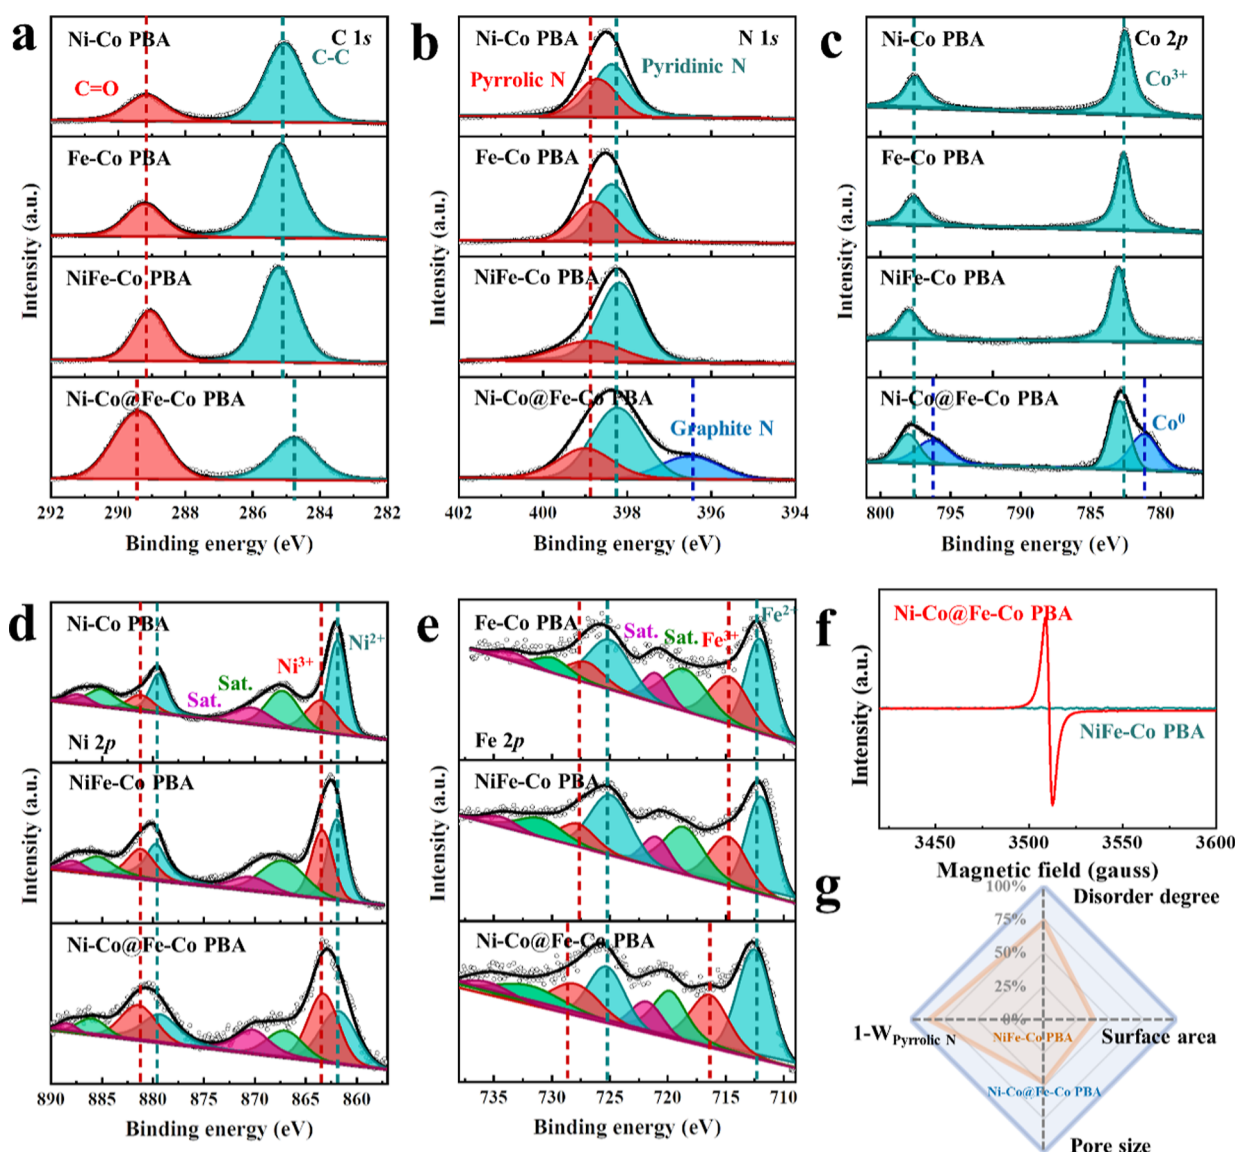 a
Ni-Co PBA
C 1s
C-C
C=O
Fe-Co PBA
NiFe-Co PBA
Ni-Co@Fe-Co PBA
Intensity (a.u.)
292 290 288 286 284 282
Binding energy (eV)
b
Ni-Co PBA
N 1s
Pyrrolic N
Pyridinic N
Fe-Co PBA
NiFe-Co PBA
Ni-Co@Fe-Co PBA
Graphite N
Intensity (a.u.)
402 400 398 396 394
Binding energy (eV)
c
Ni-Co PBA
Co 2p
Co3+
Fe-Co PBA
NiFe-Co PBA
Ni-Co@Fe-Co PBA
Co0
Intensity (a.u.)
800 795 790 785 780
Binding energy (eV)
d
Ni-Co PBA
Ni2+
Ni3+
Sat.
Sat.
Ni 2p
NiFe-Co PBA
Ni-Co@Fe-Co PBA
Intensity (a.u.)
890 885 880 875 870 865 860
Binding energy (eV)
e
Fe-Co PBA
Fe2+
Sat. Sat. Fe3+
Fe 2p
NiFe-Co PBA
Ni-Co@Fe-Co PBA
Intensity (a.u.)
735 730 725 720 715 710
Binding energy (eV)
f
Ni-Co@Fe-Co PBA
NiFe-Co PBA
Intensity (a.u.)
3450 3500 3550 3600
Magnetic field (gauss)
g
100%
Disorder degree
75%
50%
25%
0%
1-WPyrrolic N
NiFe-Co PBA
Surface area
Ni-Co@Fe-Co PBA
Pore size